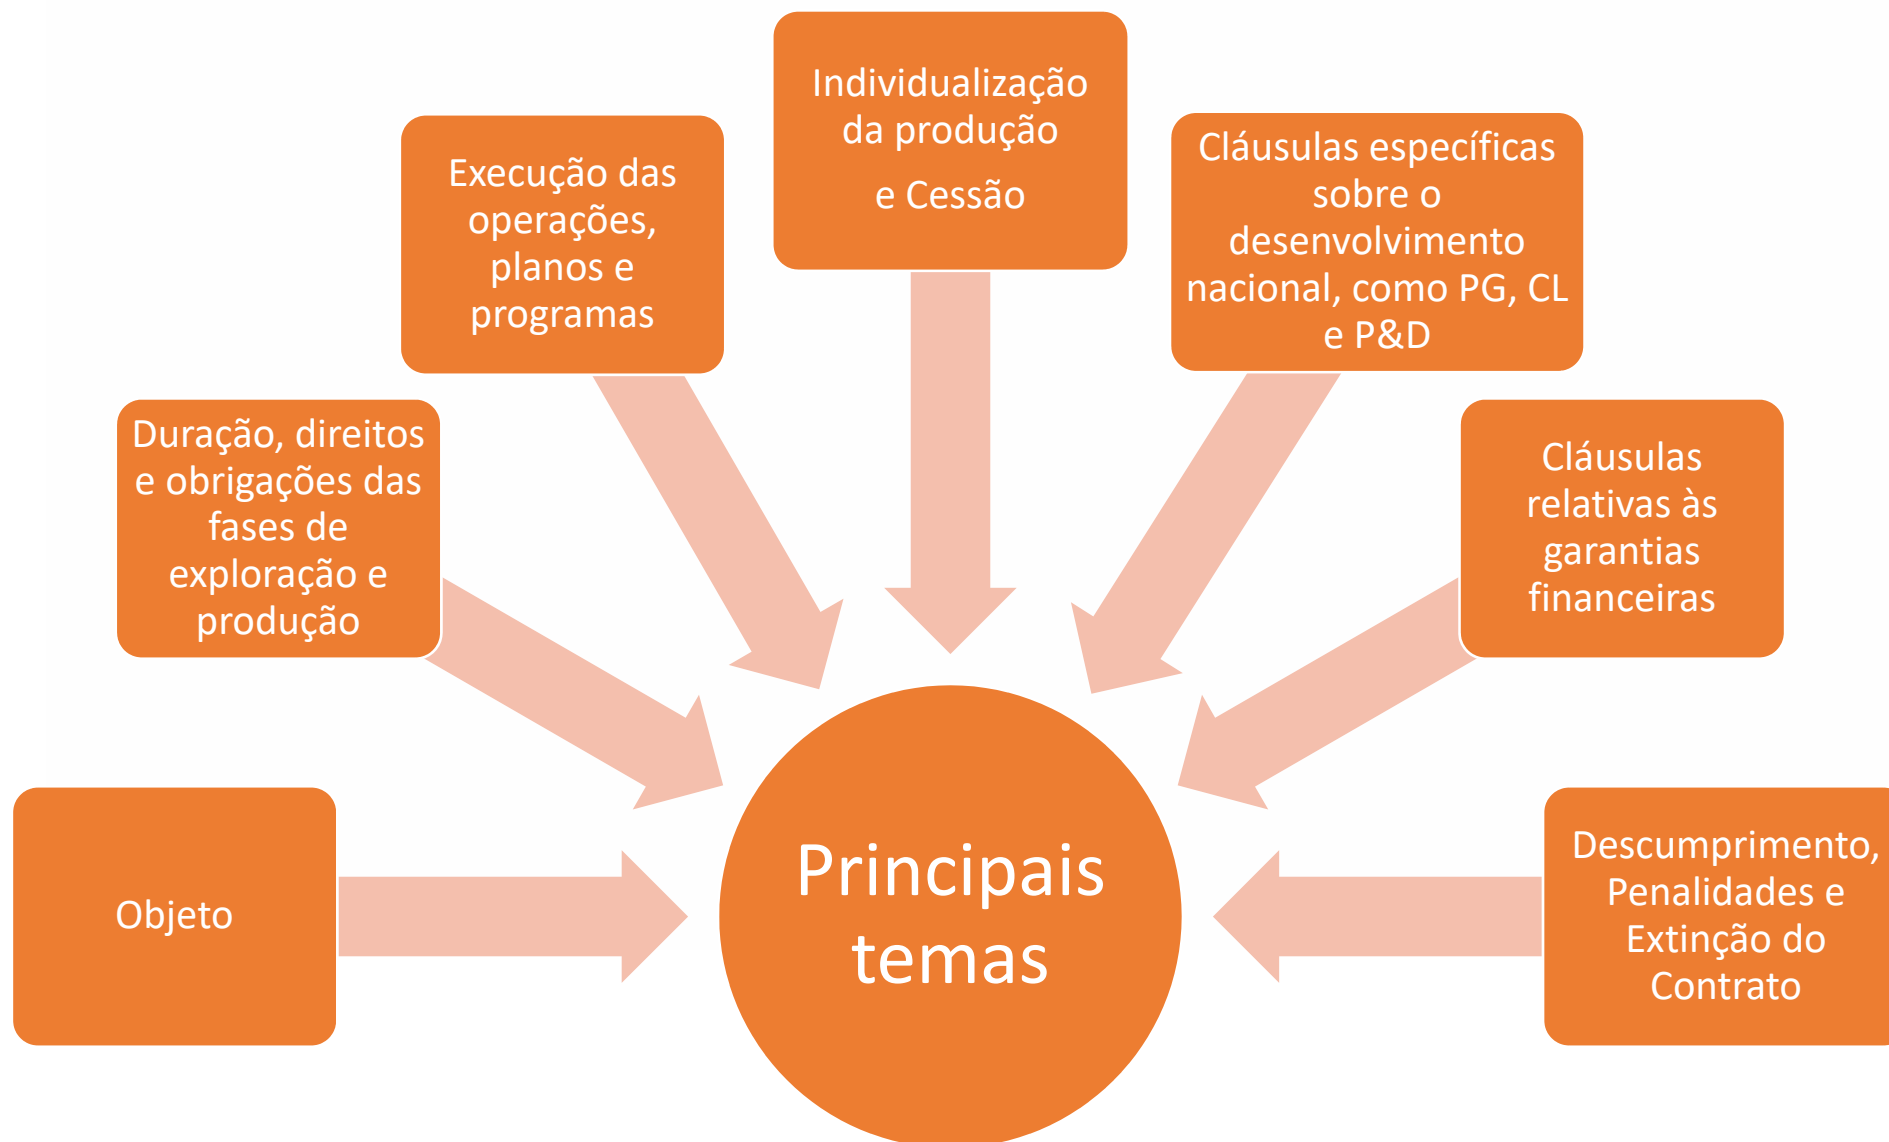 Objeto
Duração, direitos
e obrigações das
fases de
exploração e
produção
Execução das
operações,
planos e
programas
Individualização
da produção
e Cessão
Cláusulas específicas
sobre o
desenvolvimento
nacional, como PG, CL
e P&D
Cláusulas
relativas às
garantias
financeiras
Descumprimento,
Penalidades e
Extinção do
Contrato
Principais
temas